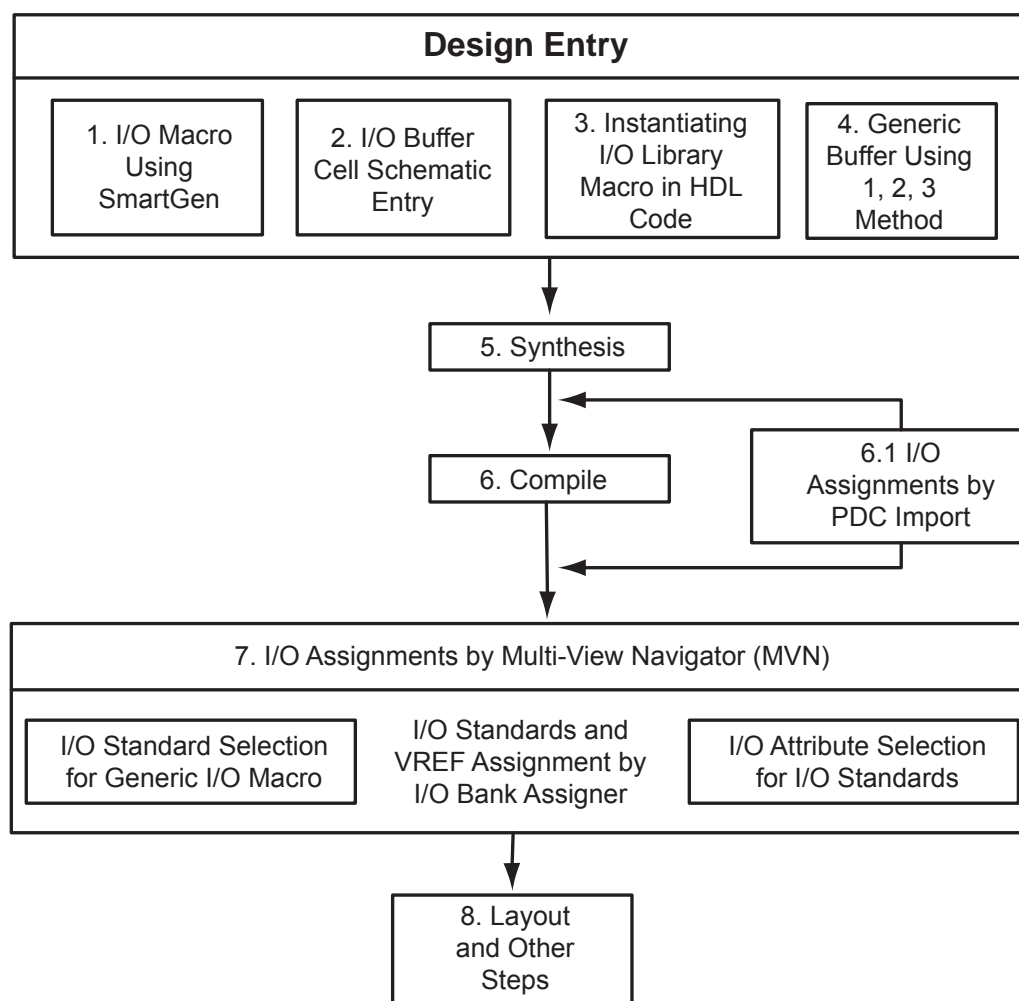 Design Entry
1. I/O Macro
Using
SmartGen
2. I/O Buffer
Cell Schematic
Entry
3. Instantiating
I/O Library
Macro in HDL
Code
4. Generic
Buffer Using
1, 2, 3
Method
5. Synthesis
6. Compile
6.1 I/O
Assignments by
PDC Import
7. I/O Assignments by Multi-View Navigator (MVN)
I/O Standard Selection
for Generic I/O Macro
I/O Standards and
VREF Assignment by
I/O Bank Assigner
I/O Attribute Selection
for I/O Standards
8. Layout
and Other
Steps